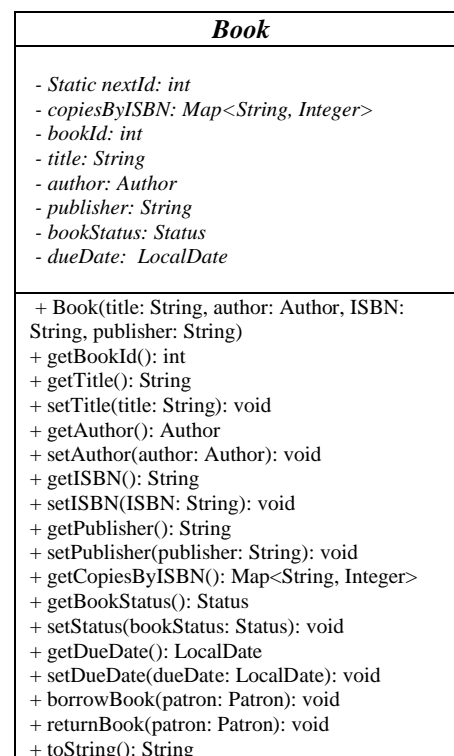 Book
- Static nextId: int
- copiesByISBN: Map<String, Integer>
- bookId: int
- title: String
- author: Author
- publisher: String
- bookStatus: Status
- dueDate: LocalDate
+ Book(title: String, author: Author, ISBN:
String, publisher: String)
+ getBookId(): int
+ getTitle(): String
+ setTitle(title: String): void
+ getAuthor(): Author
+ setAuthor(author: Author): void
+ getISBN(): String
+ setISBN(ISBN: String): void
+ getPublisher(): String
+ setPublisher(publisher: String): void
+ getCopiesByISBN(): Map<String, Integer>
+ getBookStatus(): Status
+ setStatus(bookStatus: Status): void
+ getDueDate(): LocalDate
+ setDueDate(dueDate: LocalDate): void
+ borrowBook(patron: Patron): void
+ returnBook(patron: Patron): void
+ toString(): String